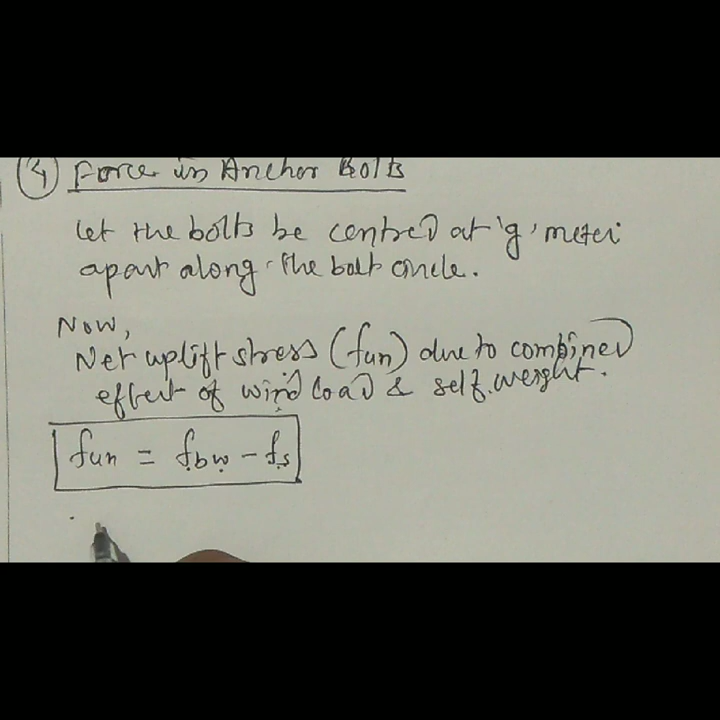 ④ Force in Anchor Bolts
Let the bolts be centred at 'g' meter
apart along the bolt circle.
Now,
Net uplift stress (fun) due to combined
effect of wind load & self.weight.
fun = fbw - fs